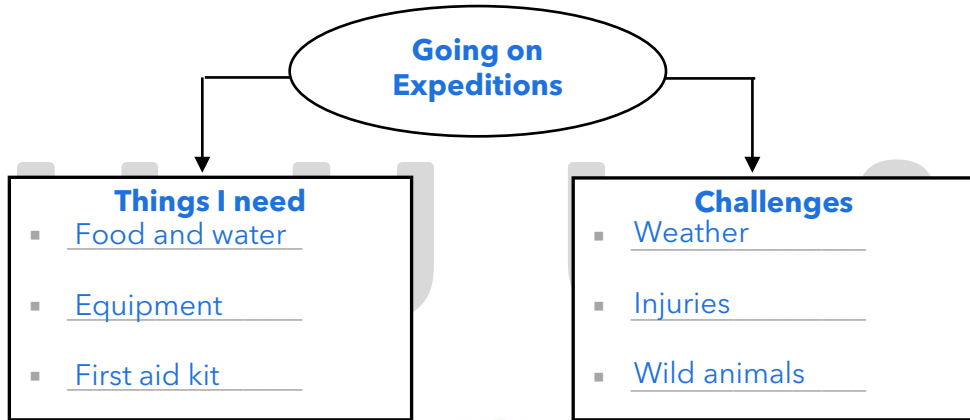 Going on
Expeditions
Things I need
Food and water
Equipment
First aid kit
Challenges
Weather
Injuries
Wild animals